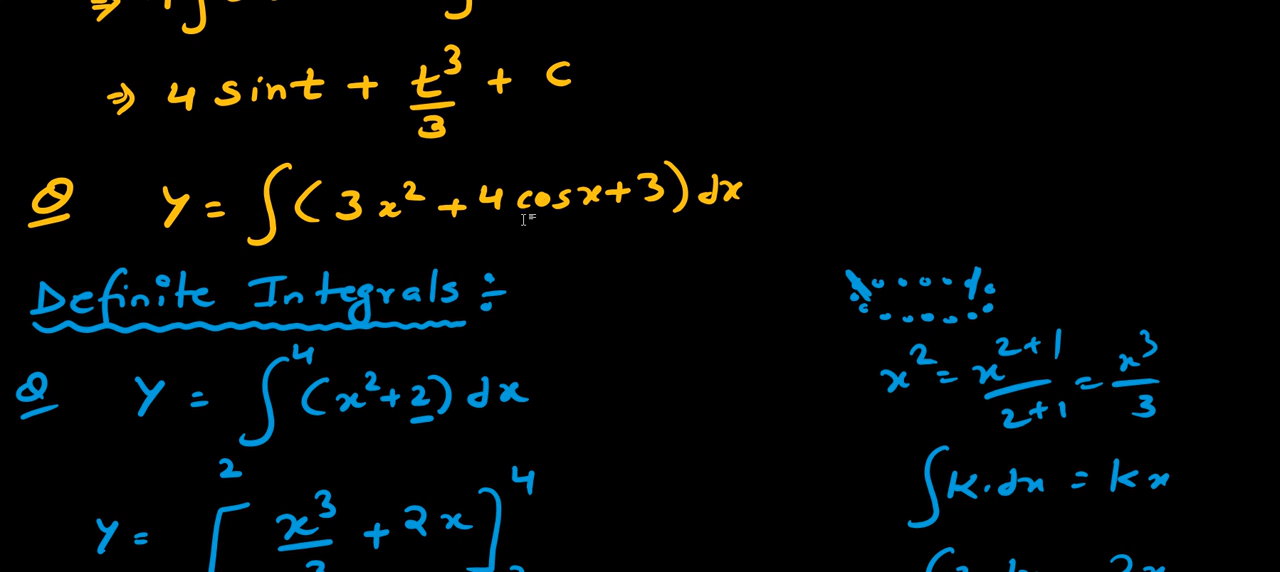 ⇒ 4 sint + t³/3 + c
Q y = ∫(3x² + 4cosx+3)dx
Definite Integrals ÷
Q y = ∫₂⁴ (x²+2)dx
y = [x³/3 + 2x]⁴
x² = x²⁺¹/2+1 = x³/3
∫K.dx = kx